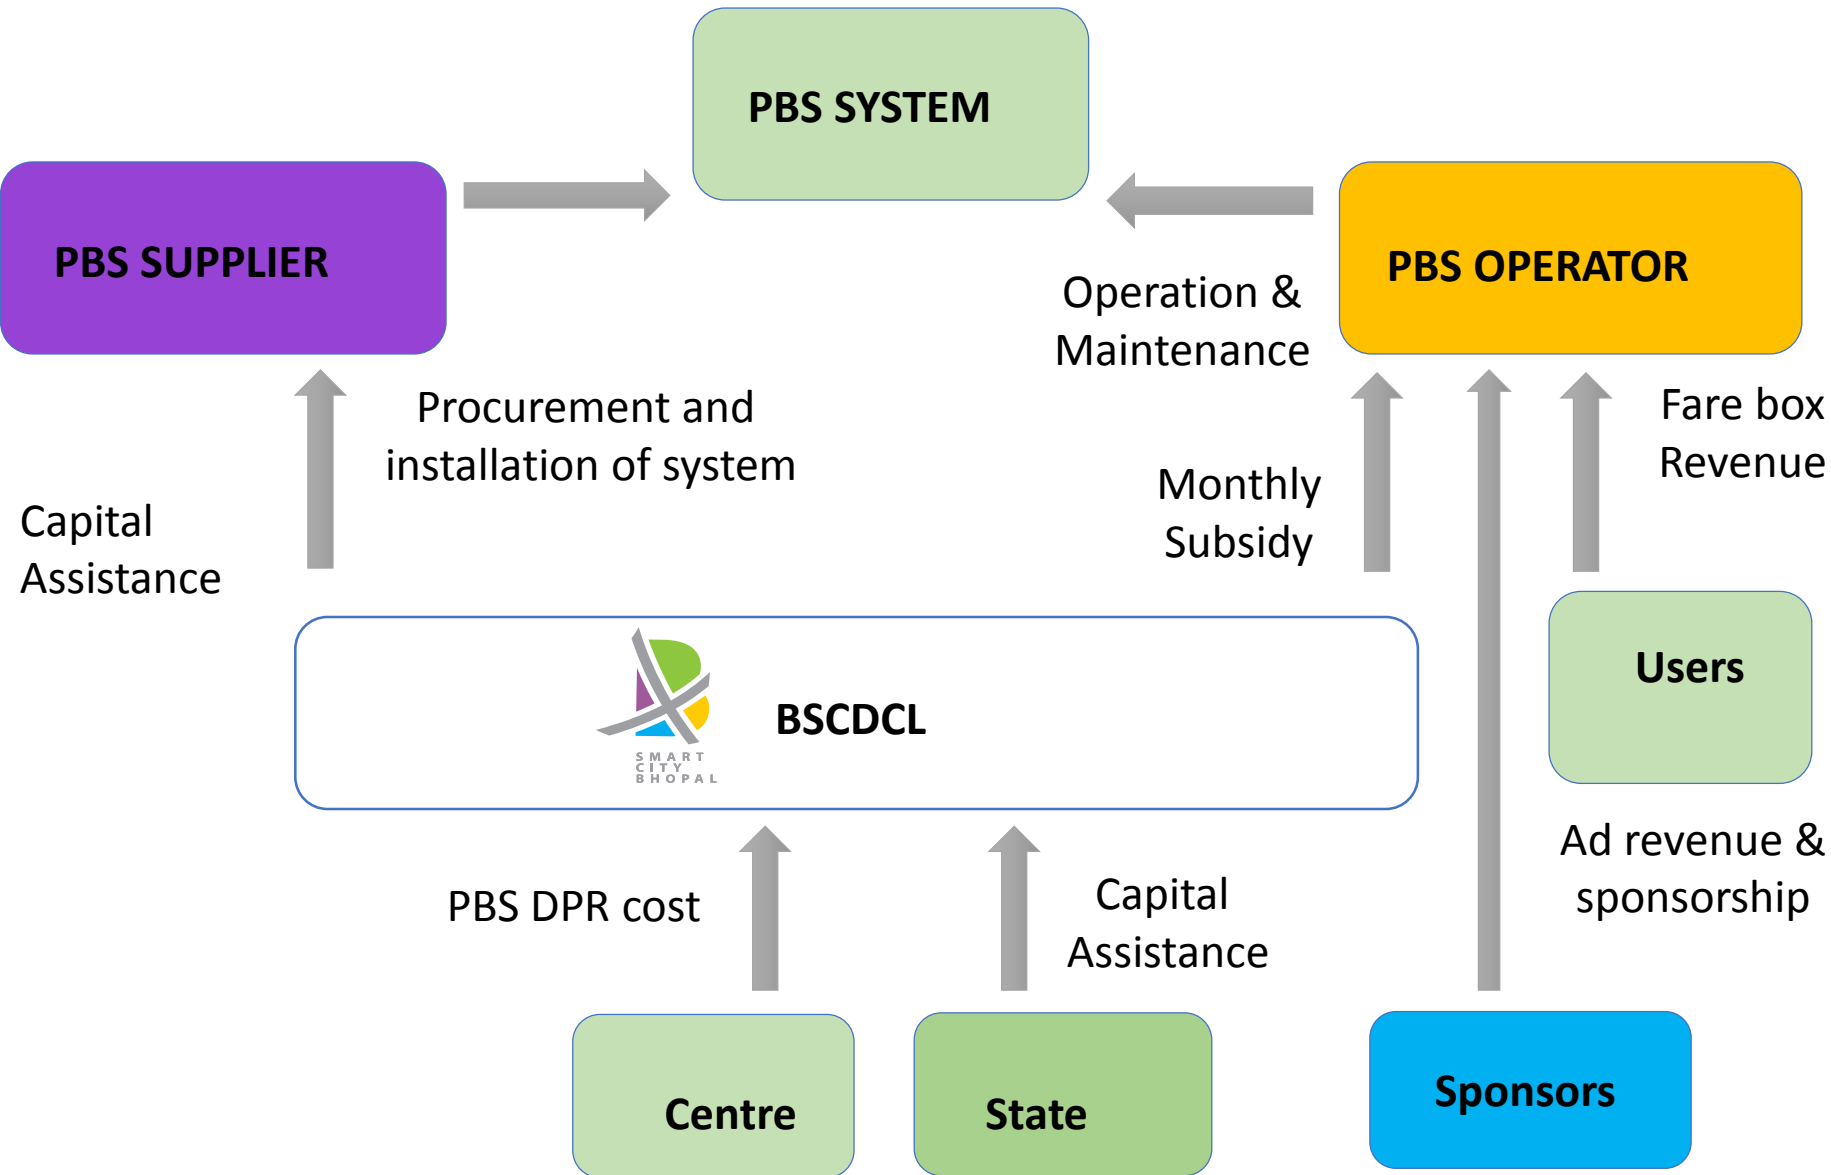 PBS SYSTEM
PBS SUPPLIER
PBS OPERATOR
Operation &
Maintenance
Procurement and
installation of system
Fare box
Revenue
Capital
Assistance
Monthly
Subsidy
Users
BSCDCL
SMART
CITY
BHOPAL
Ad revenue &
sponsorship
PBS DPR cost
Capital
Assistance
Centre
State
Sponsors